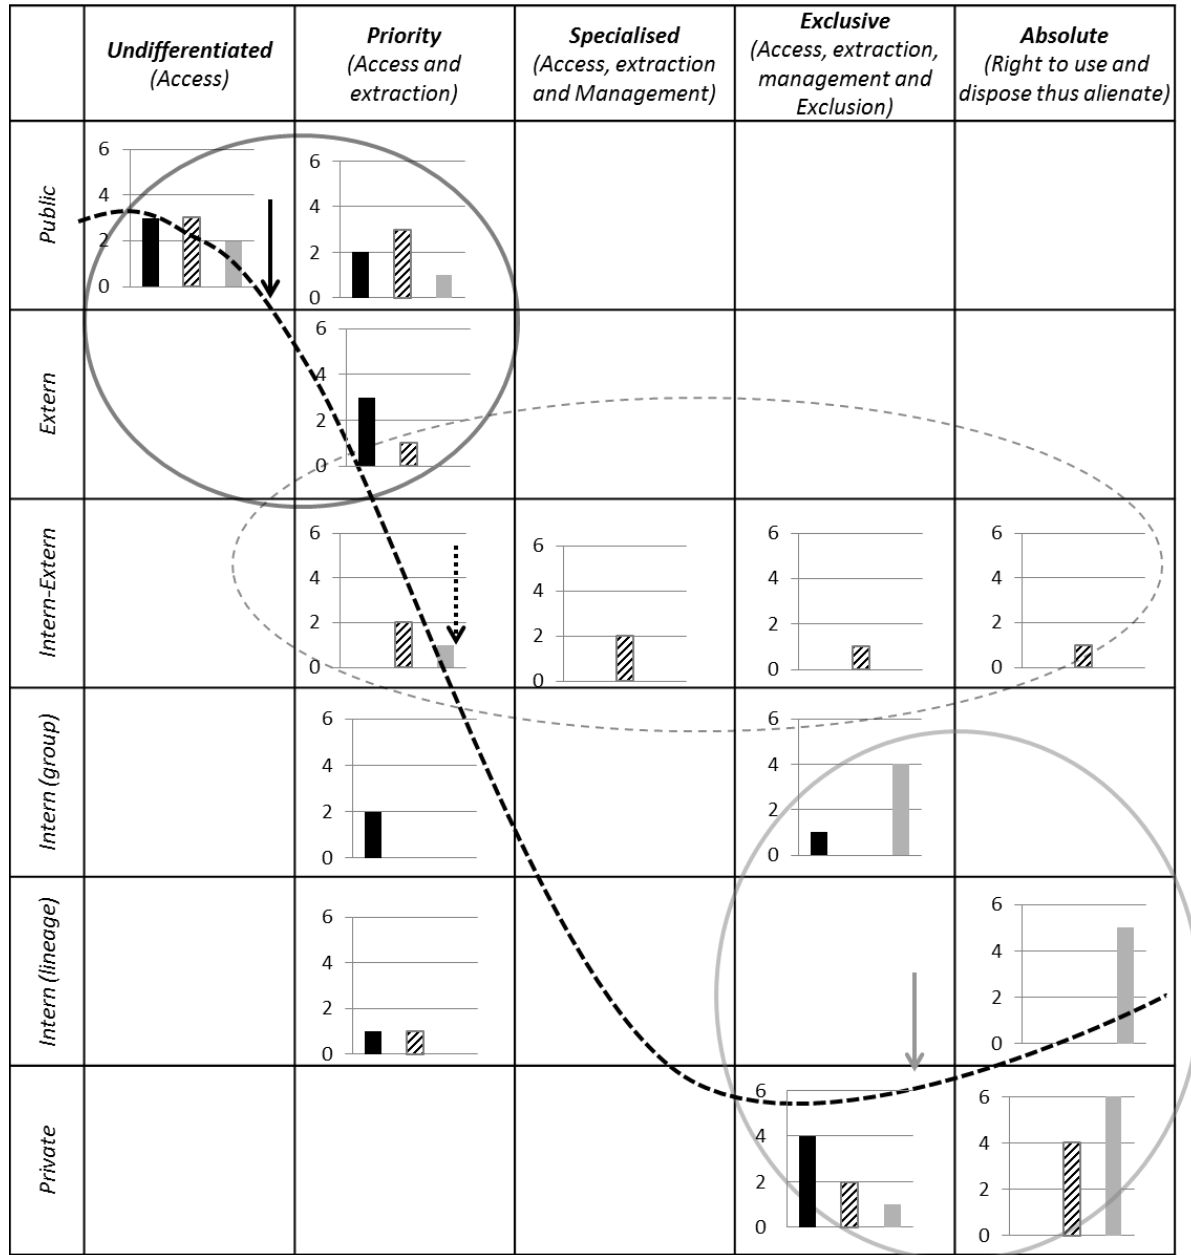 Undifferentiated
(Access)
Priority
(Access and
extraction)
Specialised
(Access, extraction
and Management)
Exclusive
(Access, extraction,
management and
Exclusion)
Absolute
(Right to use and
dispose thus alienate)
Public
6
4
2
0
6
4
2
0
Extern
6
4
2
0
Intern-Extern
6
4
2
0
6
4
2
0
6
4
2
0
6
4
2
0
Intern (group)
6
4
2
0
6
4
2
0
Intern (lineage)
6
4
2
0
6
4
2
0
Private
6
4
2
0
6
4
2
0